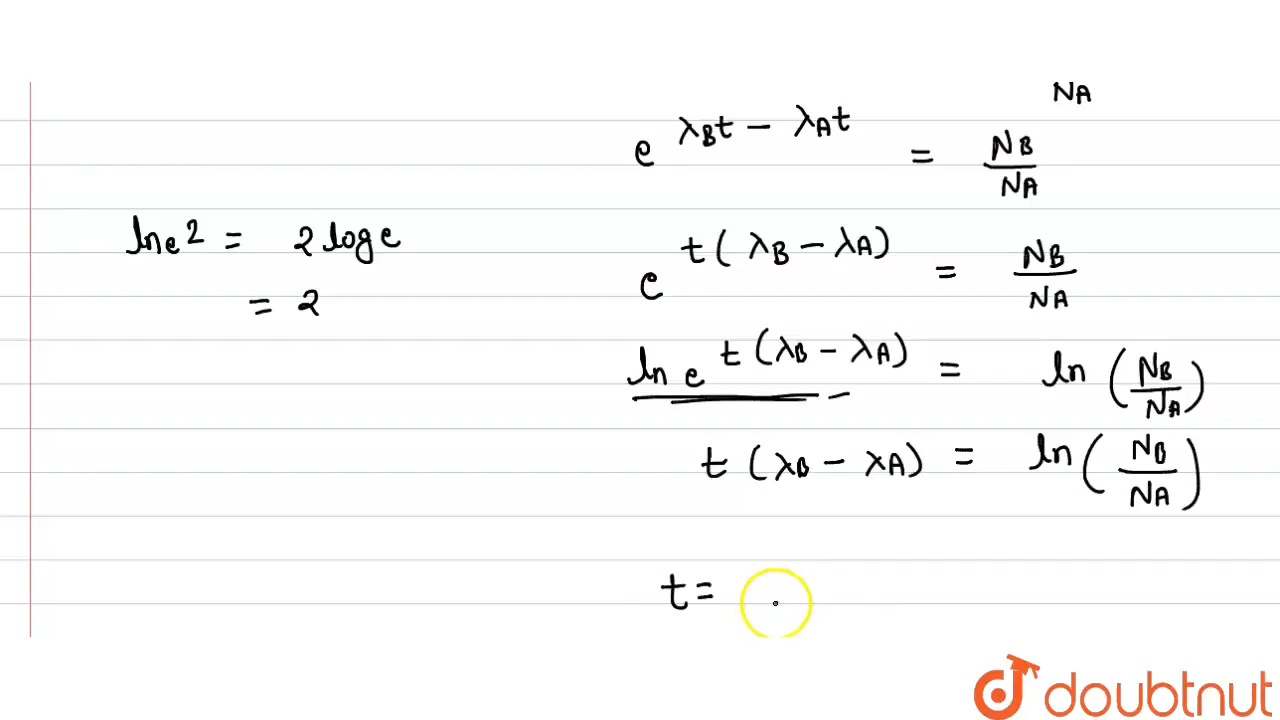 NA
e^{λBt − λAt} = NB/NA
ln e^2 = 2 log e
e^{t(λB − λA)} = NB/NA
= 2
ln e^{t(λB − λA)} = ln (NB/NA)
t (λB − λA) = ln (NB/NA)
t =
doubtnut